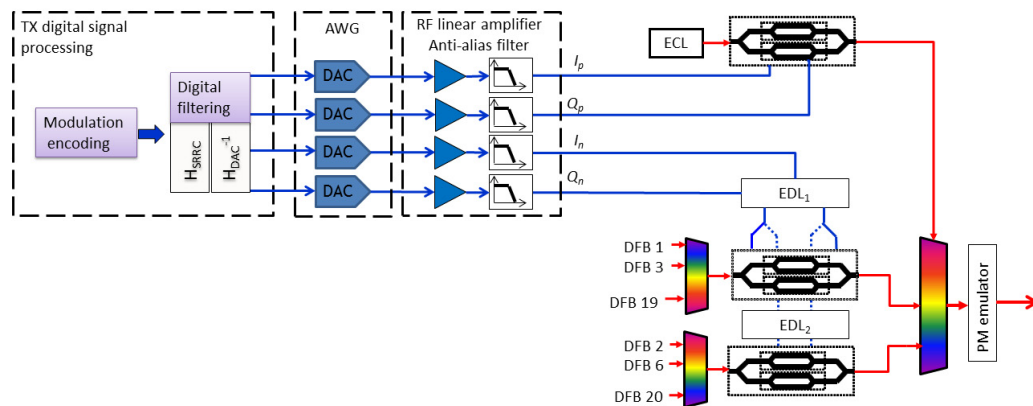 TX digital signal
processing
Modulation
encoding
Digital
filtering
H_SRRC
H_DAC^-1
AWG
DAC
DAC
DAC
DAC
RF linear amplifier
Anti-alias filter
I_p
Q_p
I_n
Q_n
ECL
EDL_1
DFB 1
DFB 3
DFB 19
EDL_2
DFB 2
DFB 6
DFB 20
PM emulator